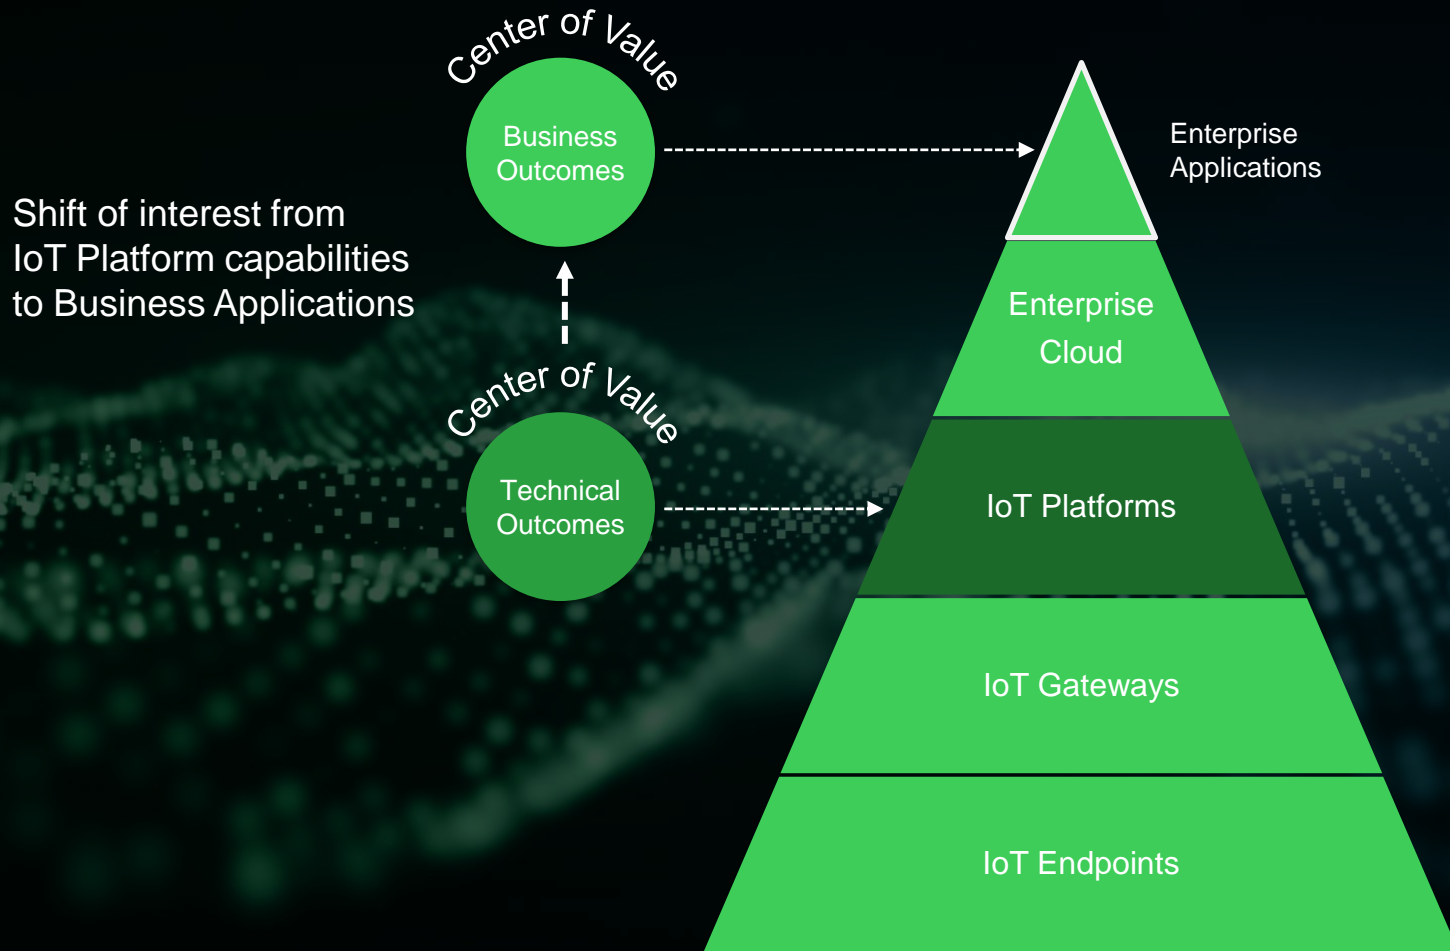 Shift of interest from
IoT Platform capabilities
to Business Applications
Center of Value
Business
Outcomes
Center of Value
Technical
Outcomes
Enterprise
Applications
Enterprise
Cloud
IoT Platforms
IoT Gateways
IoT Endpoints